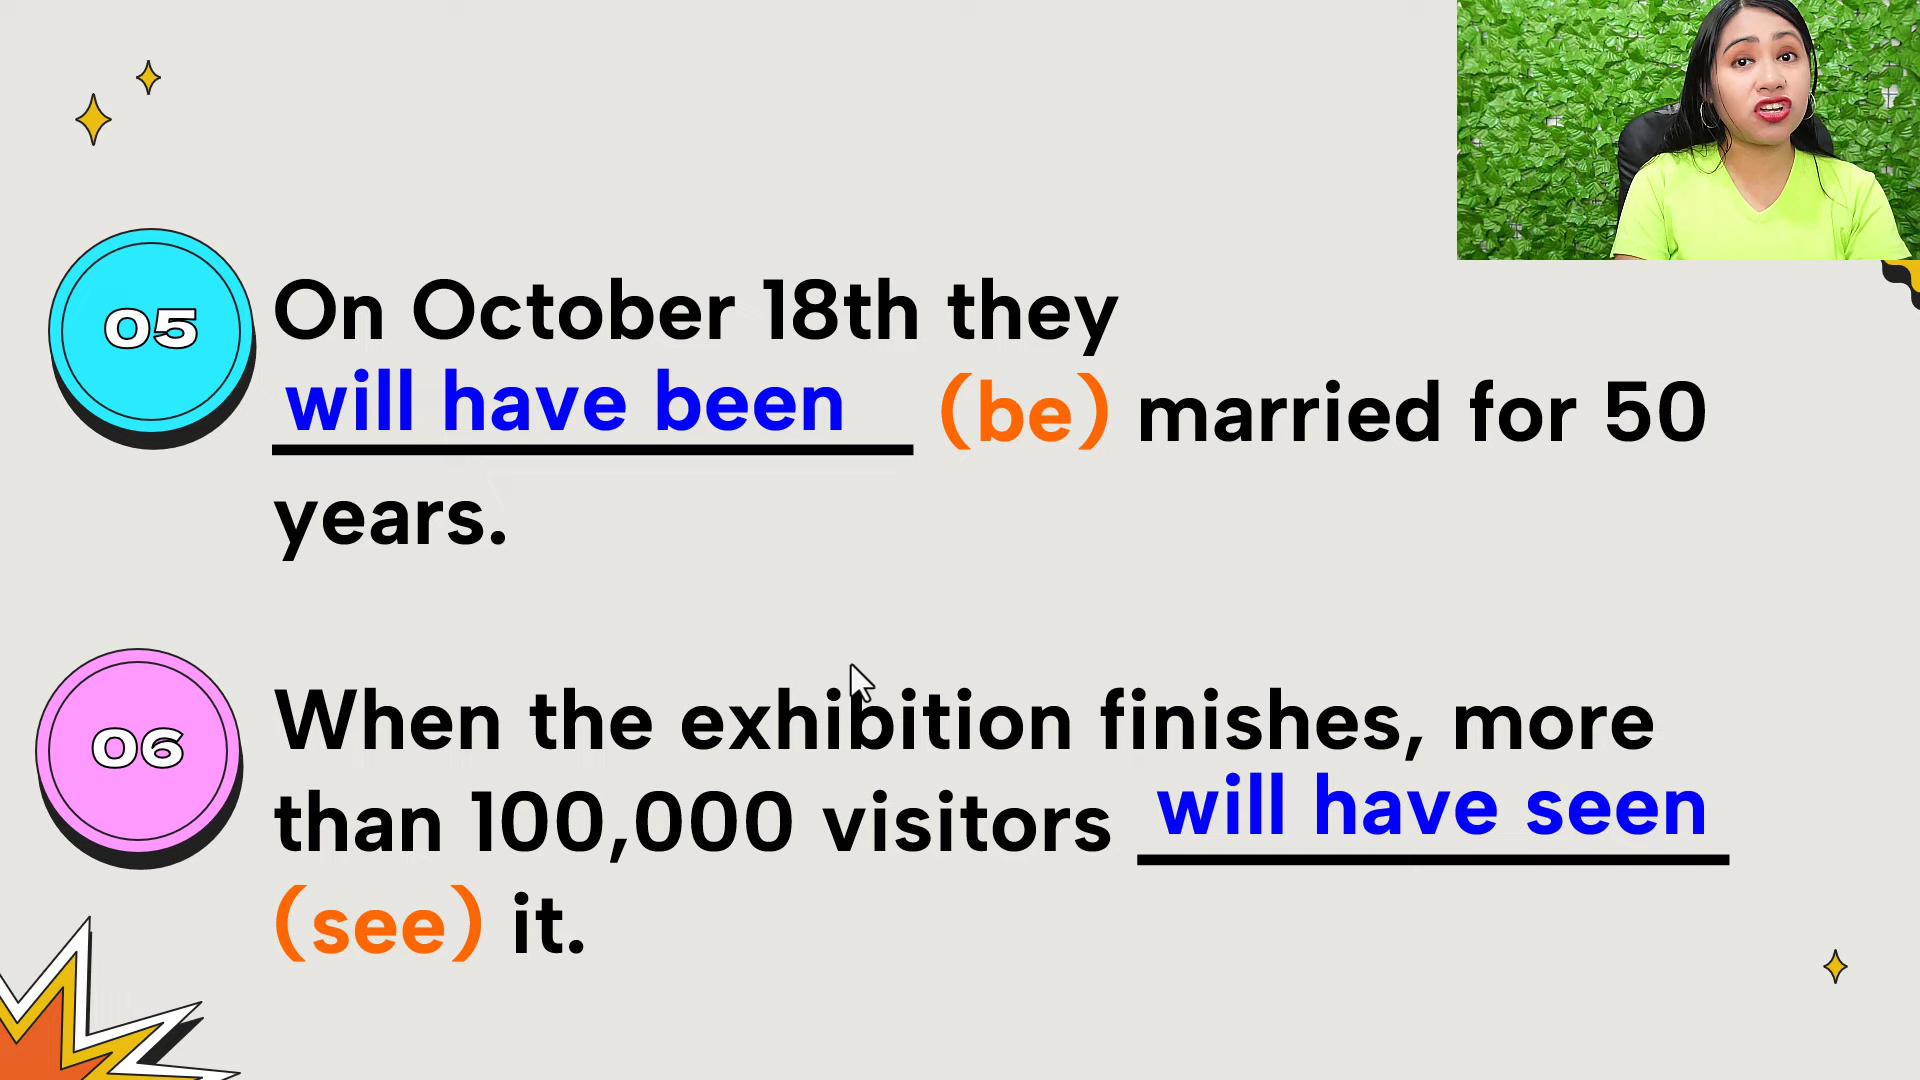 05
On October 18th they
will have been (be) married for 50
years.
06
When the exhibition finishes, more
than 100,000 visitors will have seen
(see) it.